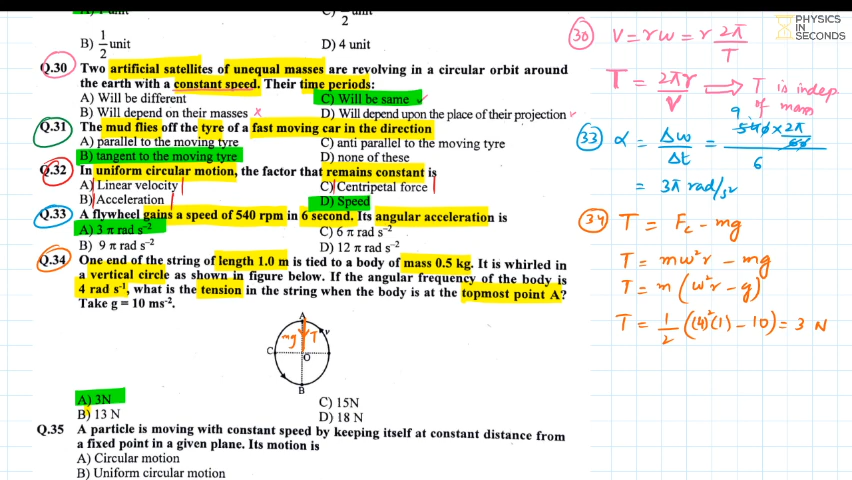 A) 1 unit
C) 1/2 unit
B) 1/2 unit
D) 4 unit
Q.30 Two artificial satellites of unequal masses are revolving in a circular orbit around
the earth with a constant speed. Their time periods:
A) Will be different
C) Will be same
B) Will depend on their masses
D) Will depend upon the place of their projection
Q.31 The mud flies off the tyre of a fast moving car in the direction
A) parallel to the moving tyre
C) anti parallel to the moving tyre
B) tangent to the moving tyre
D) none of these
Q.32 In uniform circular motion, the factor that remains constant is
A) Linear velocity
C) Centripetal force
B) Acceleration
D) Speed
Q.33 A flywheel gains a speed of 540 rpm in 6 second. Its angular acceleration is
A) 3 π rad s⁻²
C) 6 π rad s⁻²
B) 9 π rad s⁻²
D) 12 π rad s⁻²
Q.34 One end of the string of length 1.0 m is tied to a body of mass 0.5 kg. It is whirled in
a vertical circle as shown in figure below. If the angular frequency of the body is
4 rad s⁻¹, what is the tension in the string when the body is at the topmost point A?
Take g = 10 ms⁻².
A
mg T v
C O
B
A) 3N
C) 15N
B) 13 N
D) 18 N
Q.35 A particle is moving with constant speed by keeping itself at constant distance from
a fixed point in a given plane. Its motion is
A) Circular motion
B) Uniform circular motion
PHYSICS
IN
SECONDS
30 V = rω = r 2π/T
T = 2πr/V ⇒ T is indep
of mass
33 α = Δω/Δt = 9 540 × 2π/60 / 6
= 3π rad/s²
34 T = Fc - mg
T = mω²r - mg
T = m (ω²r - g)
T = 1/2 ((4)²(1) - 10) = 3 N